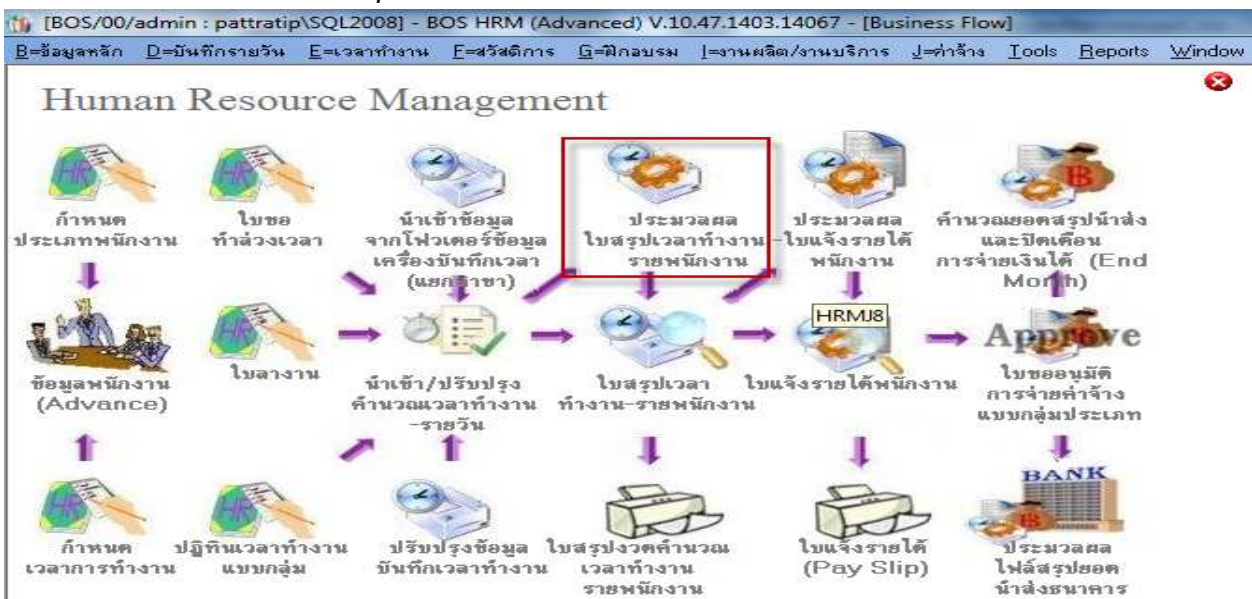 [BOS/00/admin : pattratip\SQL2008] - BOS HRM (Advanced) V.10.47.1403.14067 - [Business Flow]
B=ข้อมูลหลัก D=บันทึกรายวัน E=เวลาทำงาน F=สวัสดิการ G=ฝึกอบรม I=งานผลิต/งานบริการ J=ค่าจ้าง Tools Reports Window
Human Resource Management
กำหนด
ประเภทพนักงาน
ใบขอ
ทำล่วงเวลา
นำเข้าข้อมูล
จากโฟวเดอร์ข้อมูล
เครื่องบันทึกเวลา
(แยกสาขา)
ประมวลผล
ใบสรุปเวลาทำงาน
รายพนักงาน
ประมวลผล
-ใบแจ้งรายได้
พนักงาน
คำนวณยอดสรุปนำส่ง
และปิดเดือน
การจ่ายเงินได้ (End
Month)
HRMJ8
Approve
ข้อมูลพนักงาน
(Advance)
ใบลางาน
นำเข้า/ปรับปรุง
คำนวณเวลาทำงาน
-รายวัน
ใบสรุปเวลา
ทำงาน-รายพนักงาน
ใบแจ้งรายได้พนักงาน
ใบขออนุมัติ
การจ่ายค่าจ้าง
แบบกลุ่มประเภท
BANK
กำหนด
เวลาการทำงาน
ปฏิทินเวลาทำงาน
แบบกลุ่ม
ปรับปรุงข้อมูล
บันทึกเวลาทำงาน
ใบสรุปงวดคำนวณ
เวลาทำงาน
รายพนักงาน
ใบแจ้งรายได้
(Pay Slip)
ประมวลผล
ไฟล์สรุปยอด
นำส่งธนาคาร